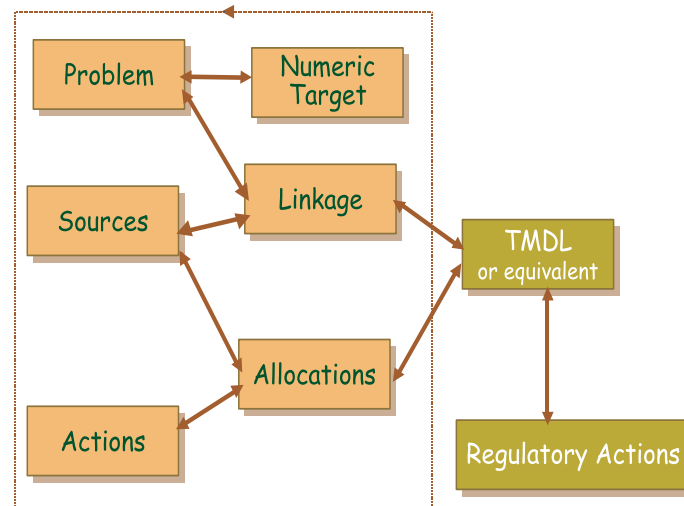 Problem
Numeric
Target
Linkage
Sources
TMDL
or equivalent
Allocations
Actions
Regulatory Actions